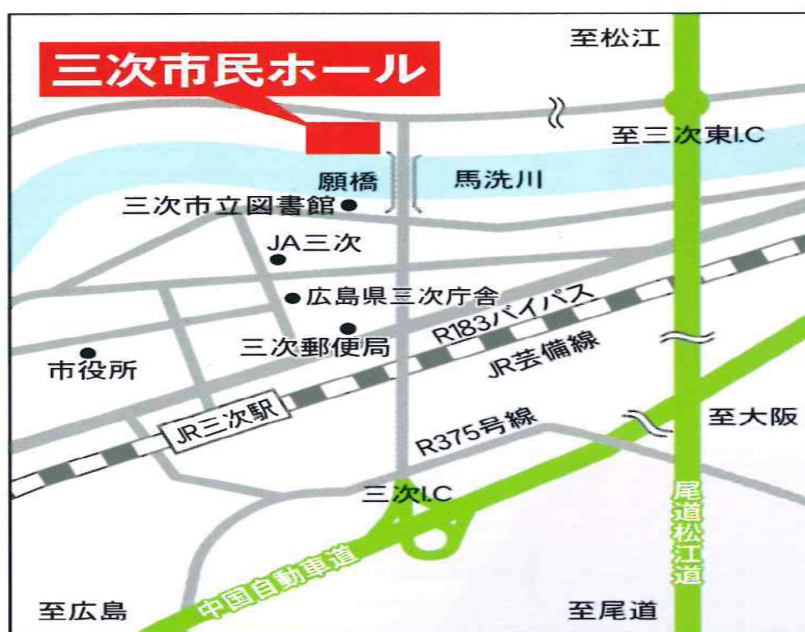 至松江
三次市民ホール
至三次東I.C
願橋
馬洗川
三次市立図書館
JA三次
広島県三次庁舎
R183バイパス
三次郵便局
JR芸備線
市役所
JR三次駅
R375号線
至大阪
三次I.C
尾道松江道
中国自動車道
至広島
至尾道